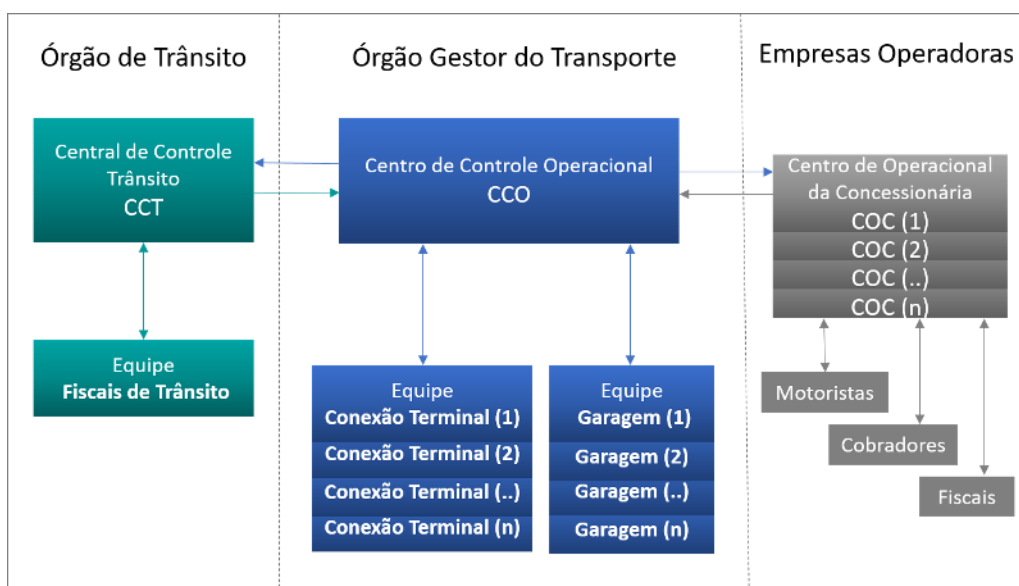 Órgão de Trânsito
Órgão Gestor do Transporte
Empresas Operadoras
Central de Controle
Trânsito
CCT
Centro de Controle Operacional
CCO
Centro de Operacional
da Concessionária
COC (1)
COC (2)
COC (..)
COC (n)
Equipe
Fiscais de Trânsito
Equipe
Conexão Terminal (1)
Conexão Terminal (2)
Conexão Terminal (..)
Conexão Terminal (n)
Equipe
Garagem (1)
Garagem (2)
Garagem (..)
Garagem (n)
Motoristas
Cobradores
Fiscais